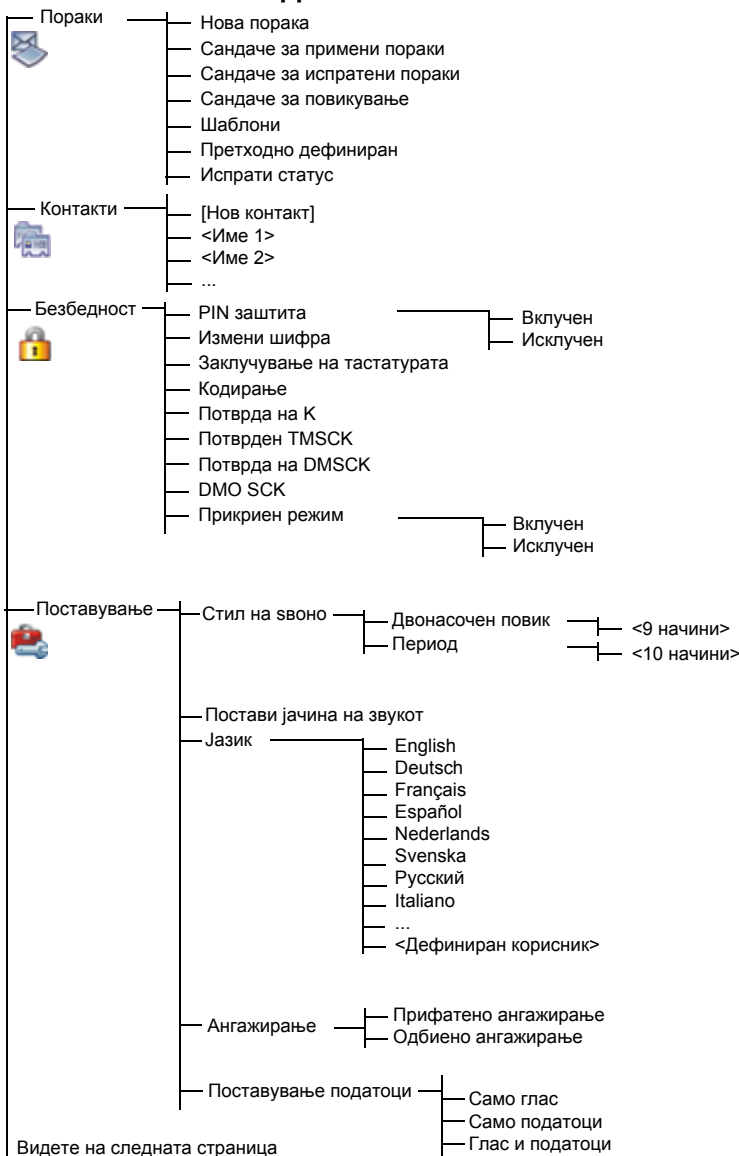 Пораки
Нова порака
Сандаче за примени пораки
Сандаче за испратени пораки
Сандаче за повикување
Шаблони
Претходно дефиниран
Испрати статус
Контакти
[Нов контакт]
<Име 1>
<Име 2>
...
Безбедност
PIN заштита
Вклучен
Исклучен
Измени шифра
Заклучување на тастатурата
Кодирање
Потврда на K
Потврден TMSCK
Потврда на DMSCK
DMO SCK
Прикриен режим
Вклучен
Исклучен
Поставување
Стил на ѕвоно
Двонасочен повик
<9 начини>
Период
<10 начини>
Постави јачина на звукот
Јазик
English
Deutsch
Français
Español
Nederlands
Svenska
Русский
Italiano
...
<Дефиниран корисник>
Ангажирање
Прифатено ангажирање
Одбиено ангажирање
Поставување податоци
Само глас
Само податоци
Глас и податоци
Видете на следната страница